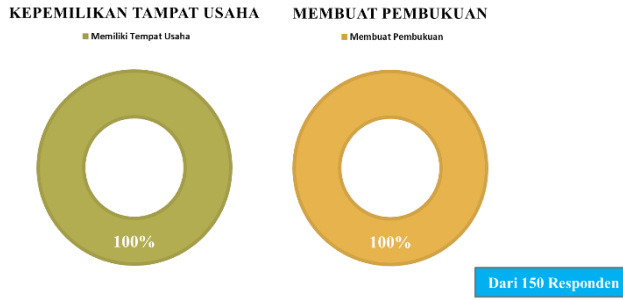 KEPEMILIKAN TAMPAT USAHA
Memiliki Tempat Usaha
100%
MEMBUAT PEMBUKUAN
Membuat Pembukuan
100%
Dari 150 Responden